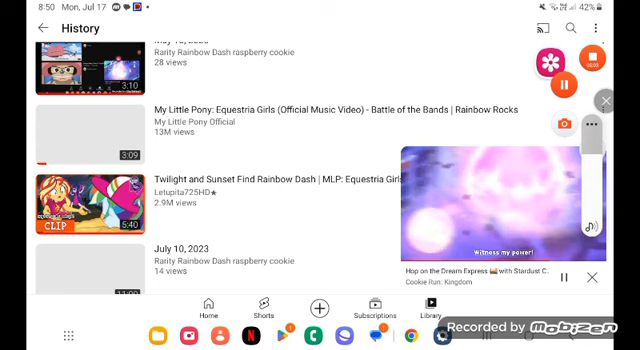 8:50 Mon, Jul 17
42%
History
Rarity Rainbow Dash raspberry cookie
28 views
3:10
My Little Pony: Equestria Girls (Official Music Video) - Battle of the Bands | Rainbow Rocks
My Little Pony Official
13M views
3:09
Twilight and Sunset Find Rainbow Dash | MLP: Equestria Girls
Letupita725HD★
2.9M views
CLIP
5:40
Witness my power!
July 10, 2023
Rarity Rainbow Dash raspberry cookie
14 views
Hop on the Dream Express 🚂 with Stardust C.
Cookie Run: Kingdom
Home
Shorts
Subscriptions
Library
Recorded by Mobizen